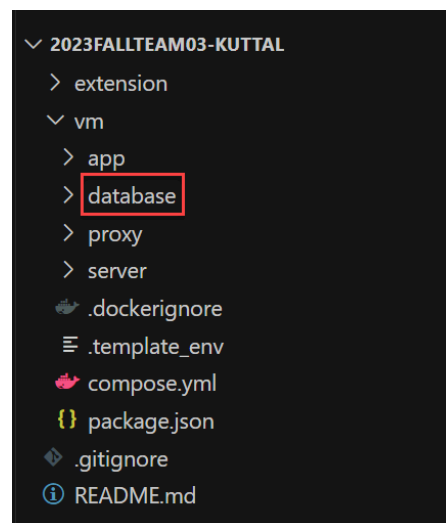 2023FALLTEAM03-KUTTAL
extension
vm
app
database
proxy
server
.dockerignore
.template_env
compose.yml
{} package.json
.gitignore
README.md